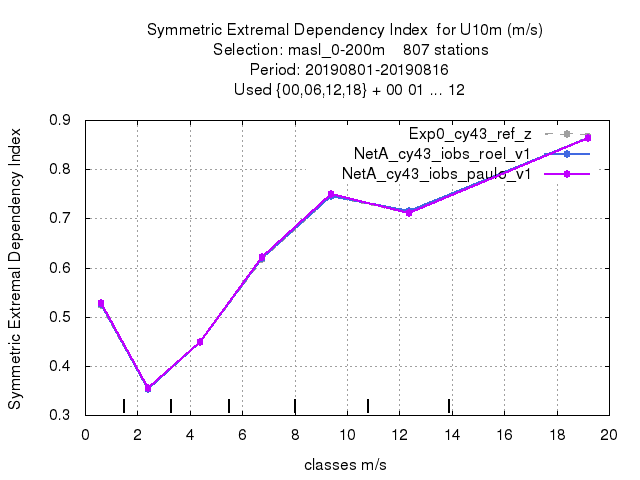 Symmetric Extremal Dependency Index  for U10m (m/s)
Selection: masl_0-200m    807 stations
Period: 20190801-20190816
Used {00,06,12,18} + 00 01 ... 12
Symmetric Extremal Dependency Index
0.9
0.8
0.7
0.6
0.5
0.4
0.3
Exp0_cy43_ref_z
NetA_cy43_iobs_roel_v1
NetA_cy43_iobs_paulo_v1
0 2 4 6 8 10 12 14 16 18 20
classes m/s